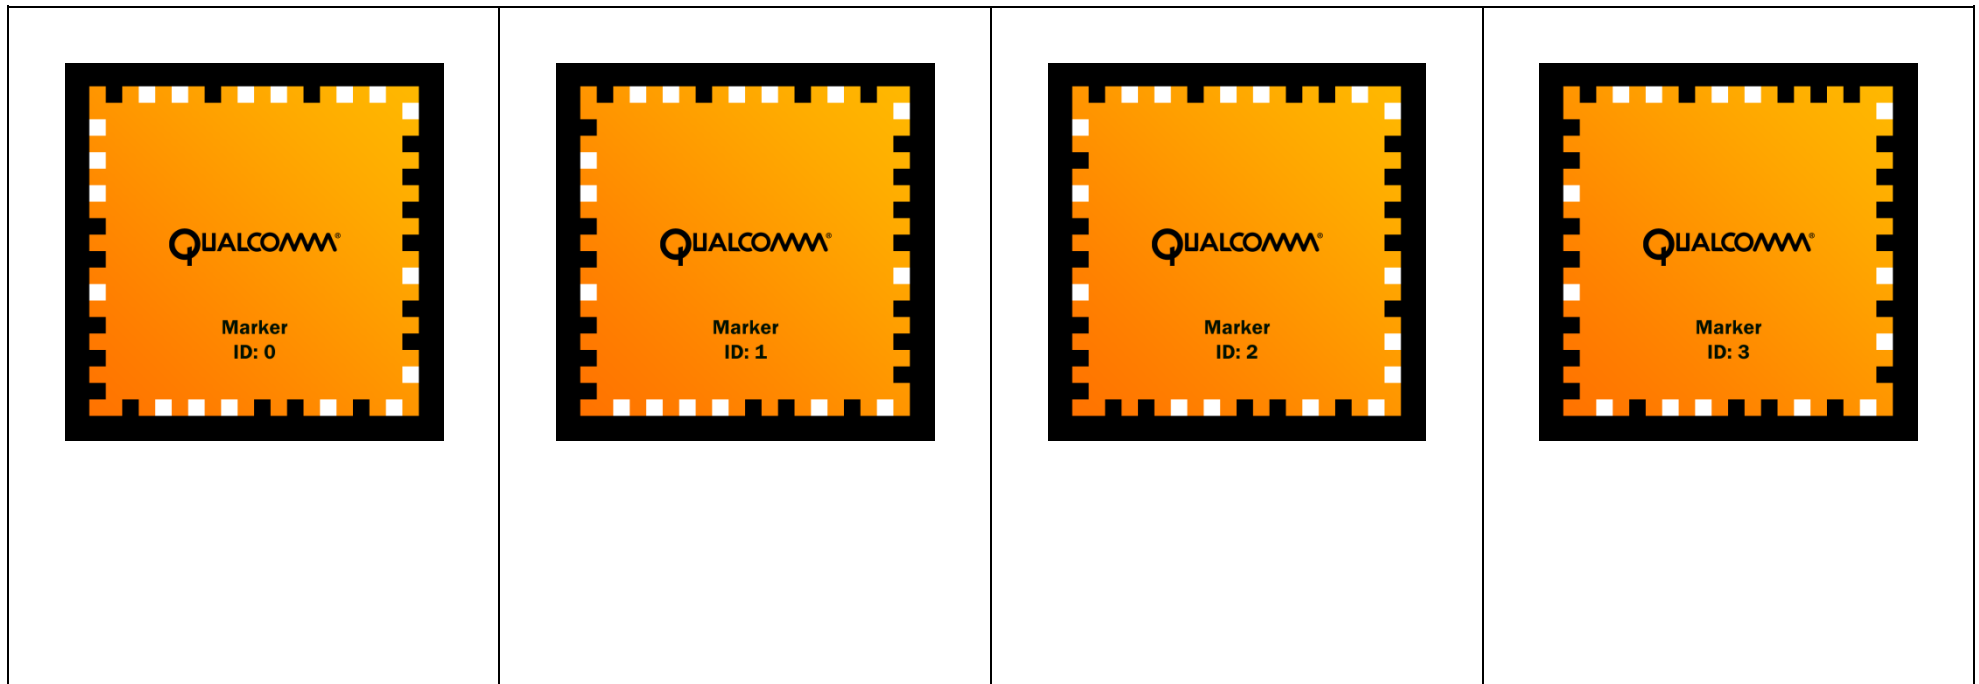 QUALCOMM®
Marker
ID: 0
QUALCOMM®
Marker
ID: 1
QUALCOMM®
Marker
ID: 2
QUALCOMM®
Marker
ID: 3